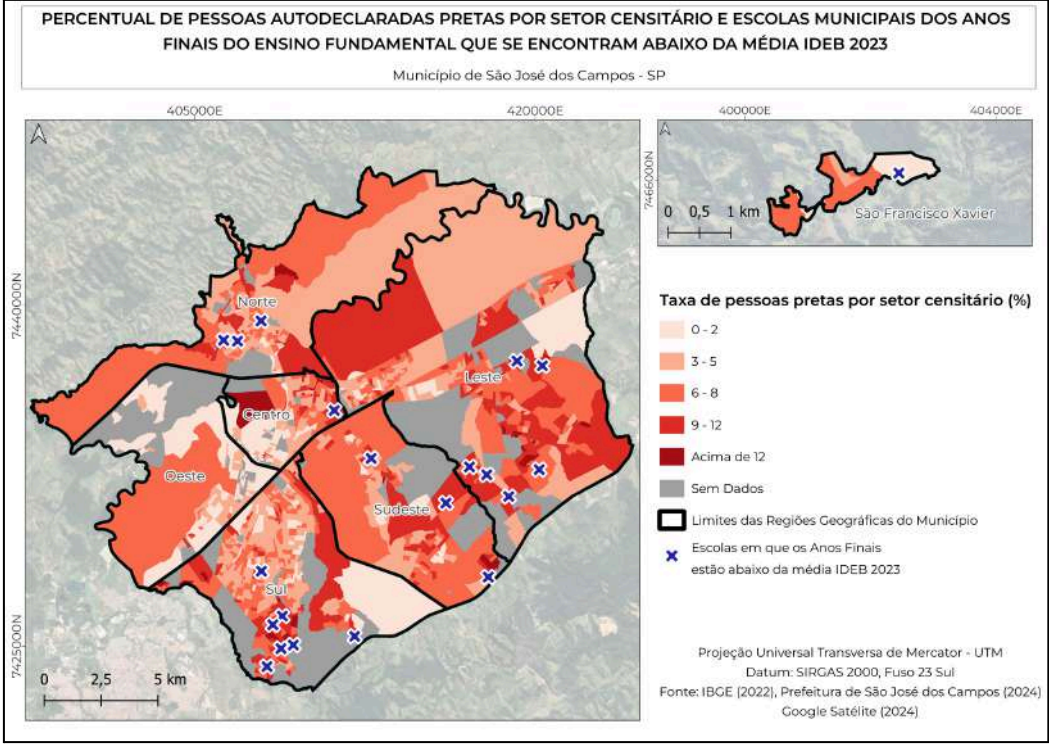 PERCENTUAL DE PESSOAS AUTODECLARADAS PRETAS POR SETOR CENSITÁRIO E ESCOLAS MUNICIPAIS DOS ANOS
FINAIS DO ENSINO FUNDAMENTAL QUE SE ENCONTRAM ABAIXO DA MÉDIA IDEB 2023
Município de São José dos Campos - SP
405000E
420000E
400000E
404000E
7466000N
0 0,5 1 km
São Francisco Xavier
7440000N
Norte
Leste
Centro
Oeste
Sudeste
Sul
7425000N
0 2,5 5 km
Taxa de pessoas pretas por setor censitário (%)
0 - 2
3 - 5
6 - 8
9 - 12
Acima de 12
Sem Dados
Limites das Regiões Geográficas do Município
Escolas em que os Anos Finais
estão abaixo da média IDEB 2023
Projeção Universal Transversa de Mercator - UTM
Datum: SIRGAS 2000, Fuso 23 Sul
Fonte: IBGE (2022), Prefeitura de São José dos Campos (2024)
Google Satélite (2024)